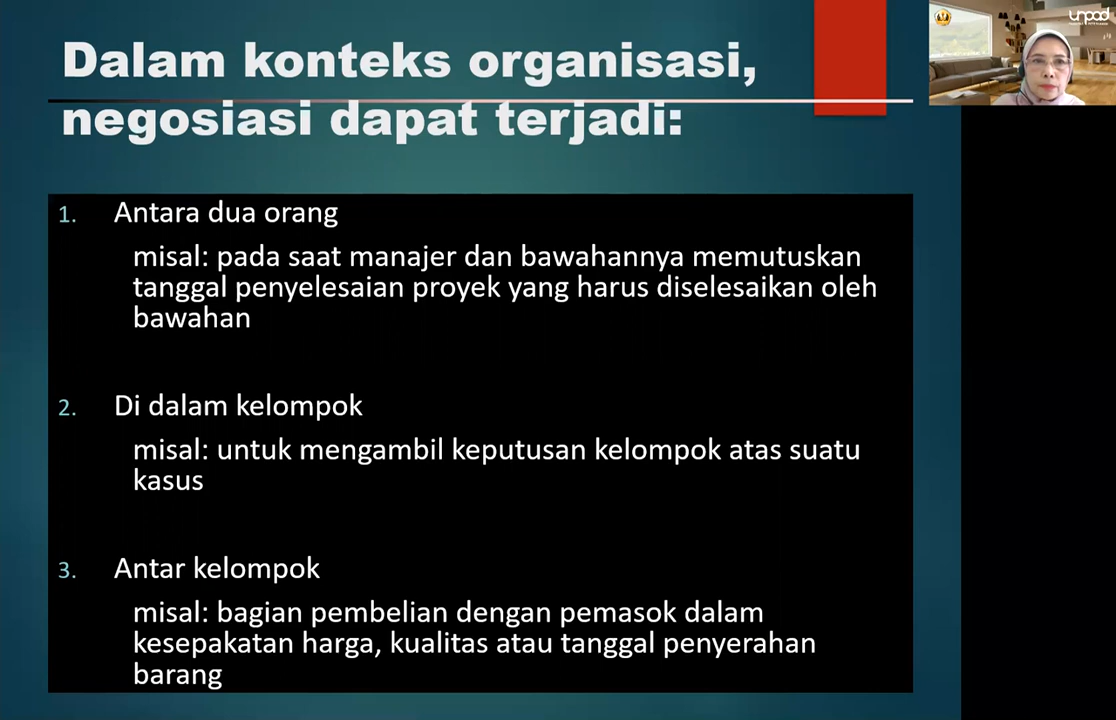 Dalam konteks organisasi,
negosiasi dapat terjadi:
unpad
1. Antara dua orang
misal: pada saat manajer dan bawahannya memutuskan
tanggal penyelesaian proyek yang harus diselesaikan oleh
bawahan
2. Di dalam kelompok
misal: untuk mengambil keputusan kelompok atas suatu
kasus
3. Antar kelompok
misal: bagian pembelian dengan pemasok dalam
kesepakatan harga, kualitas atau tanggal penyerahan
barang